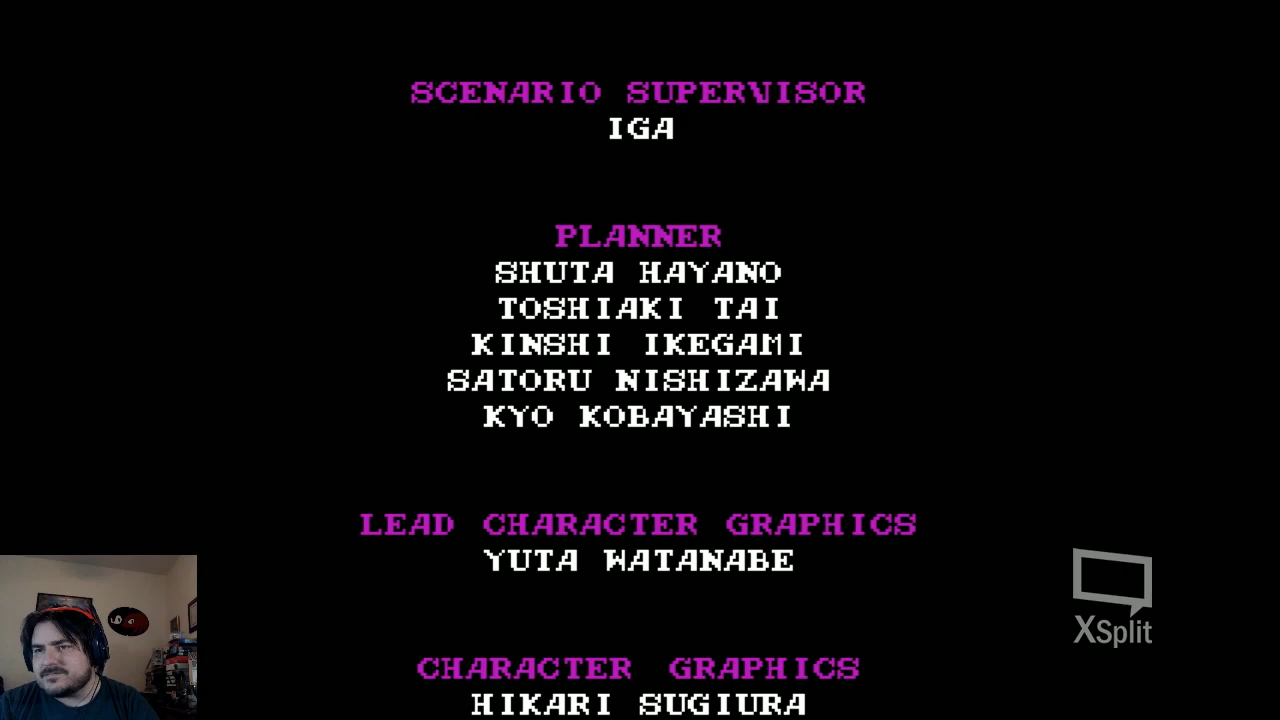 SCENARIO SUPERVISOR
IGA
PLANNER
SHUTA HAYANO
TOSHIAKI TAI
KINSHI IKEGAMI
SATORU NISHIZAWA
KYO KOBAYASHI
LEAD CHARACTER GRAPHICS
YUTA WATANABE
XSplit
CHARACTER GRAPHICS
HIKARI SUGIURA